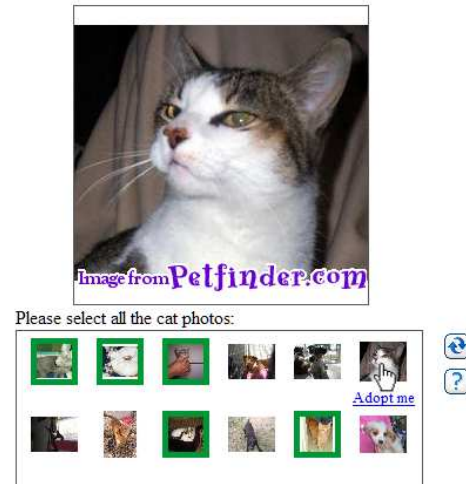 Image from Petfinder.com
Please select all the cat photos:
Adopt me
?